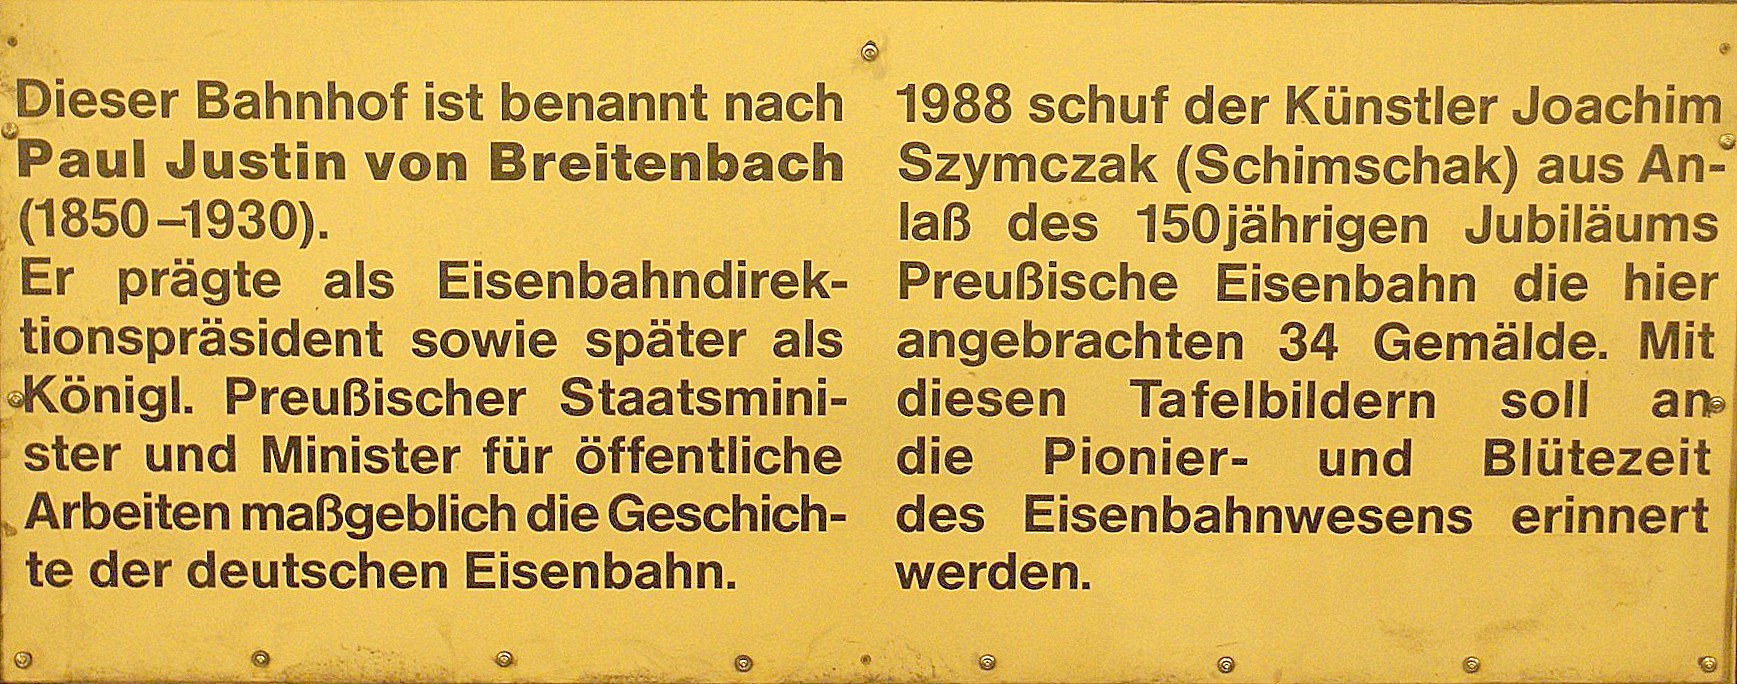 Dieser Bahnhof ist benannt nach
Paul Justin von Breitenbach
(1850–1930).
Er prägte als Eisenbahndirek-
tionspräsident sowie später als
Königl. Preußischer Staatsmini-
ster und Minister für öffentliche
Arbeiten maßgeblich die Geschich-
te der deutschen Eisenbahn.
1988 schuf der Künstler Joachim
Szymczak (Schimschak) aus An-
laß des 150jährigen Jubiläums
Preußische Eisenbahn die hier
angebrachten 34 Gemälde. Mit
diesen Tafelbildern soll an
die Pionier- und Blütezeit
des Eisenbahnwesens erinnert
werden.